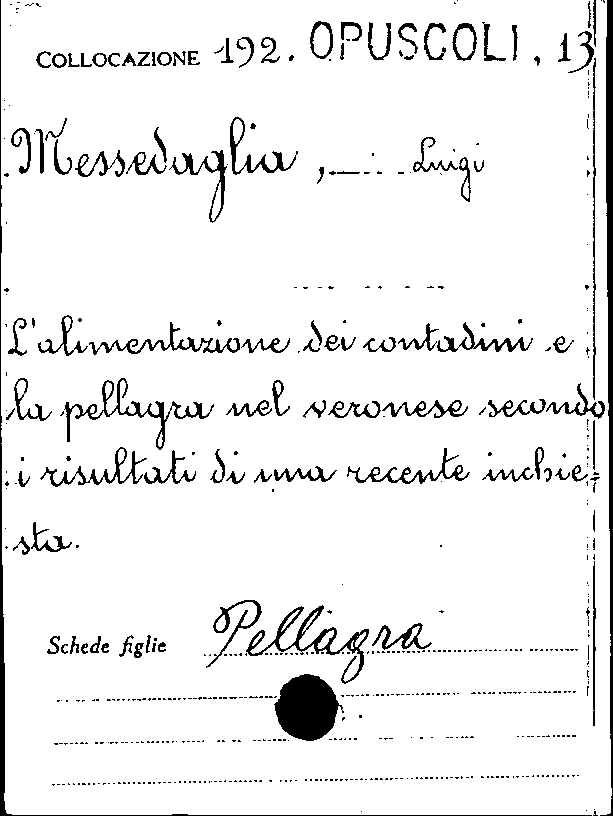 COLLOCAZIONE 192. OPUSCOLI, 13
Messedaglia, Luigi
L'alimentazione dei contadini e
la pellagra nel veronese secondo
i risultati di una recente inchie=
sta.
Schede figlie Pellagra